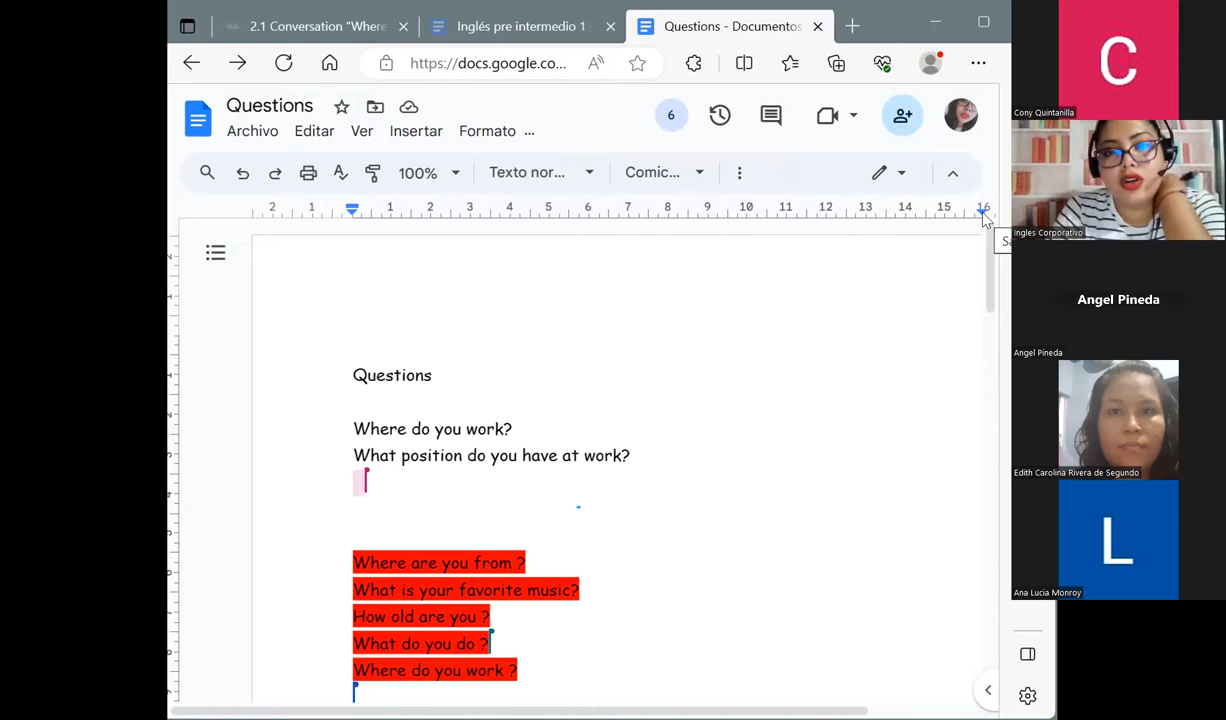 2.1 Conversation "Where
Inglés pre intermedio 1
Questions - Documentos
https://docs.google.co...
Questions
6
Archivo Editar Ver Insertar Formato ...
100% Texto nor... Comic...
2 1 1 2 3 4 5 6 7 8 9 10 11 12 13 14 15 16
Questions
Where do you work?
What position do you have at work?
Where are you from ?
What is your favorite music?
How old are you ?
What do you do ?
Where do you work ?
C
Cony Quintanilla
Ingles Corporativo
Angel Pineda
Angel Pineda
Edith Carolina Rivera de Segundo
L
Ana Lucia Monroy